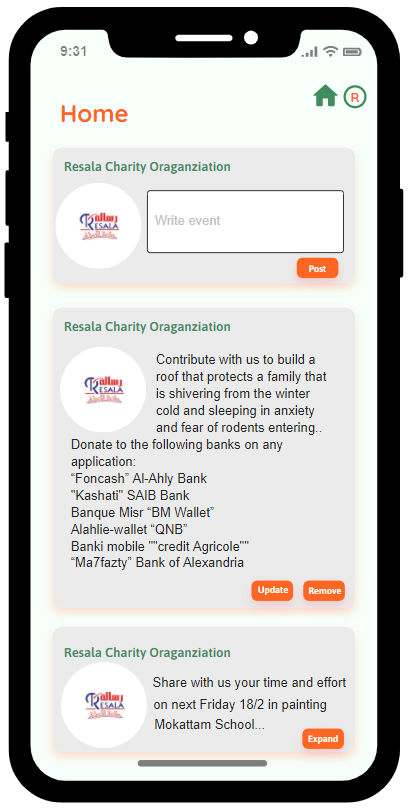 9:31
R
Home
Resala Charity Oraganziation
رسالة
RESALA
Write event
Post
Resala Charity Oraganziation
رسالة
RESALA
Contribute with us to build a
roof that protects a family that
is shivering from the winter
cold and sleeping in anxiety
and fear of rodents entering..
Donate to the following banks on any
application:
“Foncash” Al-Ahly Bank
"Kashati" SAIB Bank
Banque Misr “BM Wallet”
Alahlie-wallet “QNB”
Banki mobile ""credit Agricole""
“Ma7fazty” Bank of Alexandria
Update Remove
Resala Charity Oraganziation
رسالة
RESALA
Share with us your time and effort
on next Friday 18/2 in painting
Mokattam School...
Expand